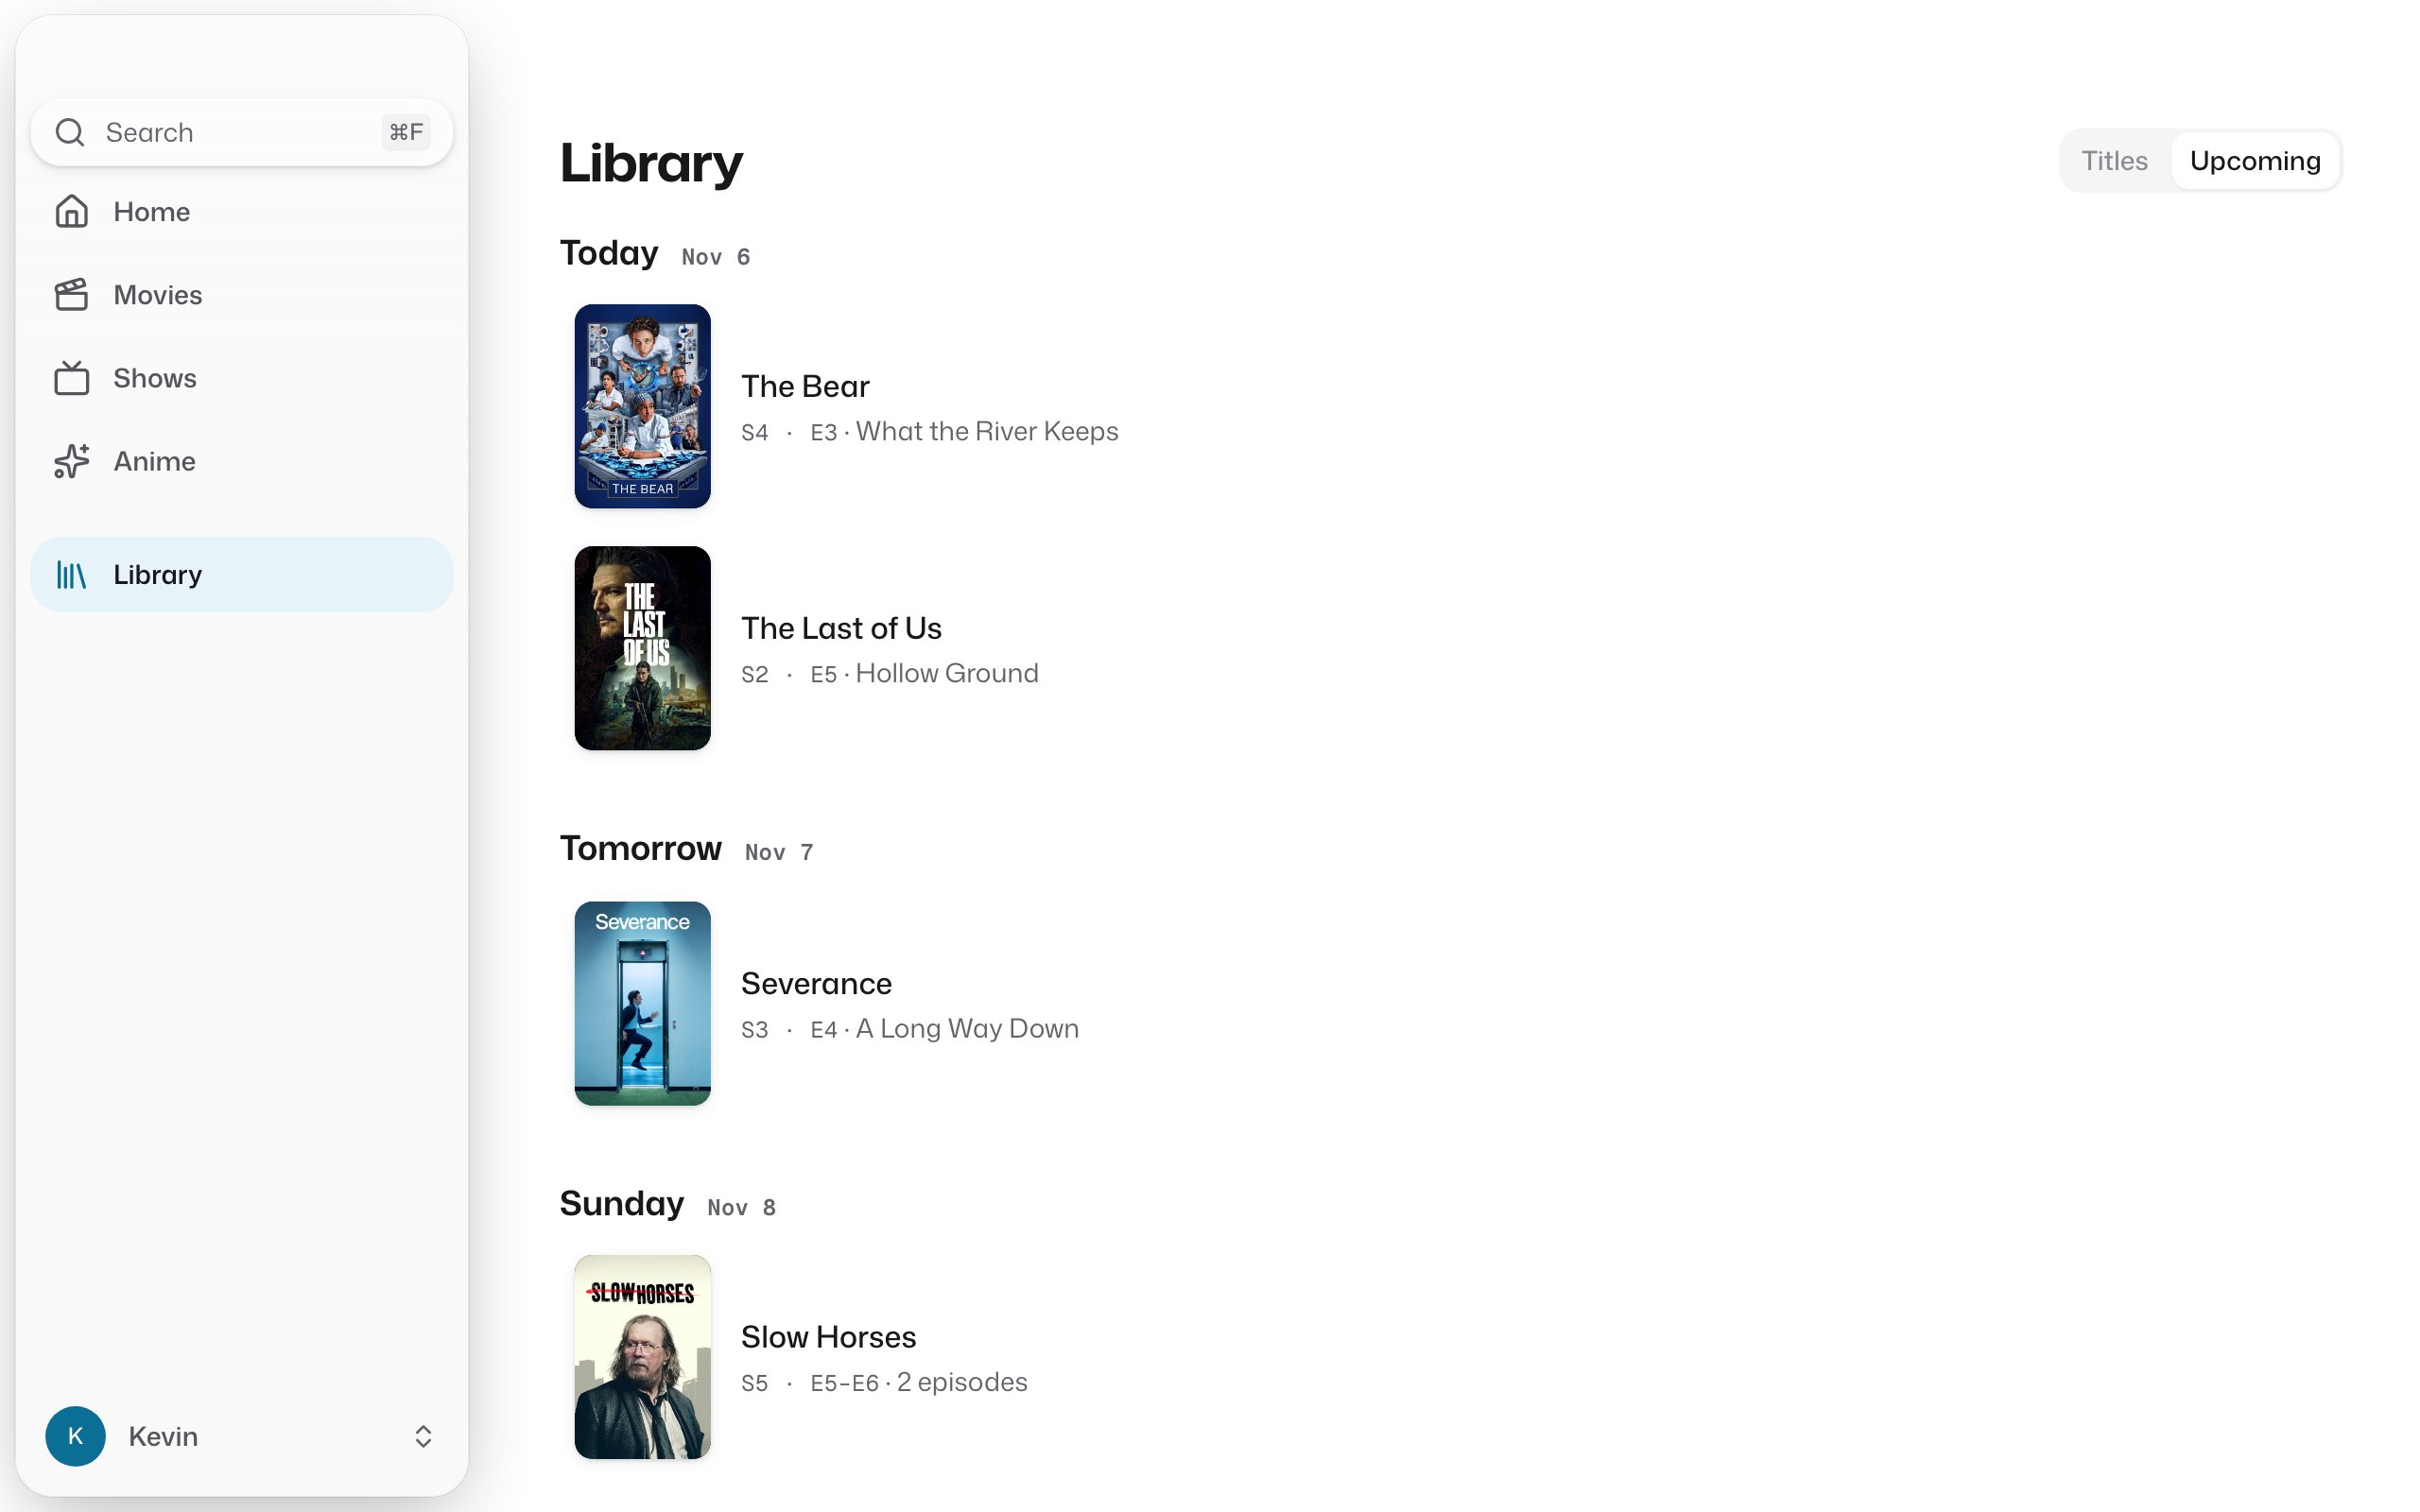 Search ⌘F
Home
Movies
Shows
Anime
Library
K Kevin
Library
Titles Upcoming
Today Nov 6
THE BEAR
The Bear
S4 · E3 · What the River Keeps
THE
LAST
OF US
The Last of Us
S2 · E5 · Hollow Ground
Tomorrow Nov 7
Severance
Severance
S3 · E4 · A Long Way Down
Sunday Nov 8
SLOW HORSES
Slow Horses
S5 · E5–E6 · 2 episodes